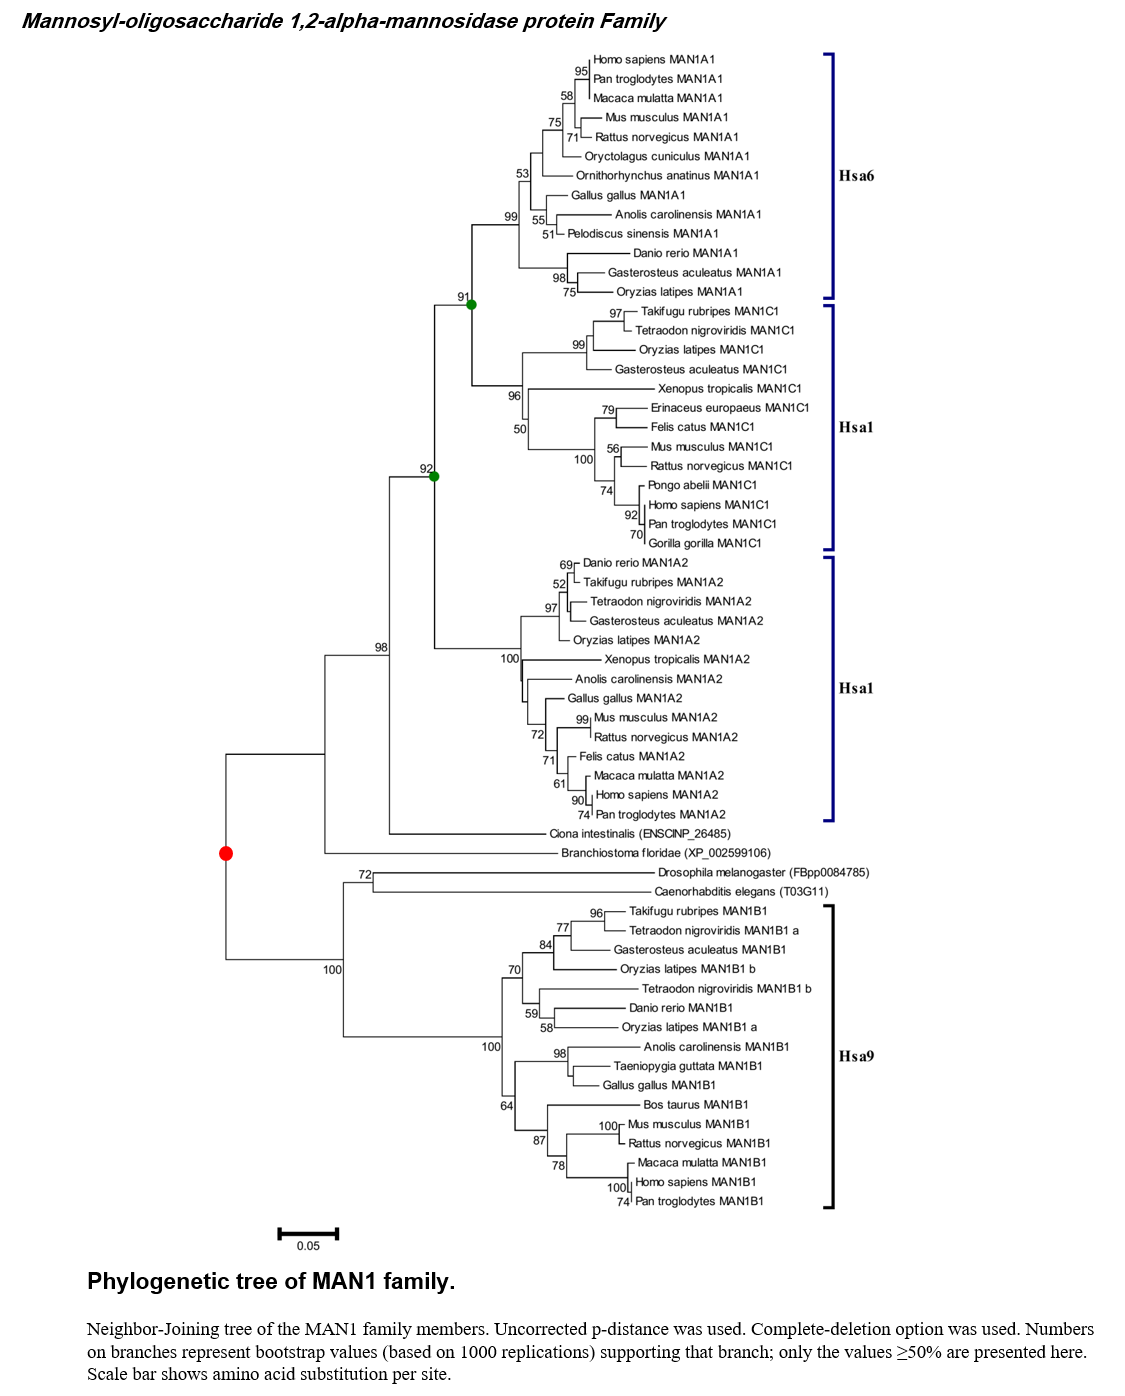 Mannosyl-oligosaccharide 1,2-alpha-mannosidase protein Family
Homo sapiens MAN1A1
95
Pan troglodytes MAN1A1
58
Macaca mulatta MAN1A1
75
Mus musculus MAN1A1
71
Rattus norvegicus MAN1A1
Oryctolagus cuniculus MAN1A1
53
Ornithorhynchus anatinus MAN1A1
Hsa6
Gallus gallus MAN1A1
99
55
Anolis carolinensis MAN1A1
51
Pelodiscus sinensis MAN1A1
Danio rerio MAN1A1
98
Gasterosteus aculeatus MAN1A1
75
Oryzias latipes MAN1A1
91
97
Takifugu rubripes MAN1C1
Tetraodon nigroviridis MAN1C1
99
Oryzias latipes MAN1C1
Gasterosteus aculeatus MAN1C1
96
Xenopus tropicalis MAN1C1
79
Erinaceus europaeus MAN1C1
50
Felis catus MAN1C1
Hsa1
56
Mus musculus MAN1C1
100
Rattus norvegicus MAN1C1
74
Pongo abelii MAN1C1
92
Homo sapiens MAN1C1
Pan troglodytes MAN1C1
70
Gorilla gorilla MAN1C1
92
69
Danio rerio MAN1A2
52
Takifugu rubripes MAN1A2
97
Tetraodon nigroviridis MAN1A2
Gasterosteus aculeatus MAN1A2
Oryzias latipes MAN1A2
98
100
Xenopus tropicalis MAN1A2
Anolis carolinensis MAN1A2
Hsa1
Gallus gallus MAN1A2
99
Mus musculus MAN1A2
72
Rattus norvegicus MAN1A2
71
Felis catus MAN1A2
61
Macaca mulatta MAN1A2
90
Homo sapiens MAN1A2
74
Pan troglodytes MAN1A2
Ciona intestinalis (ENSCINP_26485)
Branchiostoma floridae (XP_002599106)
72
Drosophila melanogaster (FBpp0084785)
Caenorhabditis elegans (T03G11)
100
96
Takifugu rubripes MAN1B1
77
Tetraodon nigroviridis MAN1B1 a
84
Gasterosteus aculeatus MAN1B1
70
Oryzias latipes MAN1B1 b
Tetraodon nigroviridis MAN1B1 b
59
Danio rerio MAN1B1
58
Oryzias latipes MAN1B1 a
100
98
Anolis carolinensis MAN1B1
Hsa9
Taeniopygia guttata MAN1B1
Gallus gallus MAN1B1
64
Bos taurus MAN1B1
100
Mus musculus MAN1B1
87
Rattus norvegicus MAN1B1
78
Macaca mulatta MAN1B1
100
Homo sapiens MAN1B1
74
Pan troglodytes MAN1B1
0.05
Phylogenetic tree of MAN1 family.
Neighbor-Joining tree of the MAN1 family members. Uncorrected p-distance was used. Complete-deletion option was used. Numbers
on branches represent bootstrap values (based on 1000 replications) supporting that branch; only the values ≥50% are presented here.
Scale bar shows amino acid substitution per site.